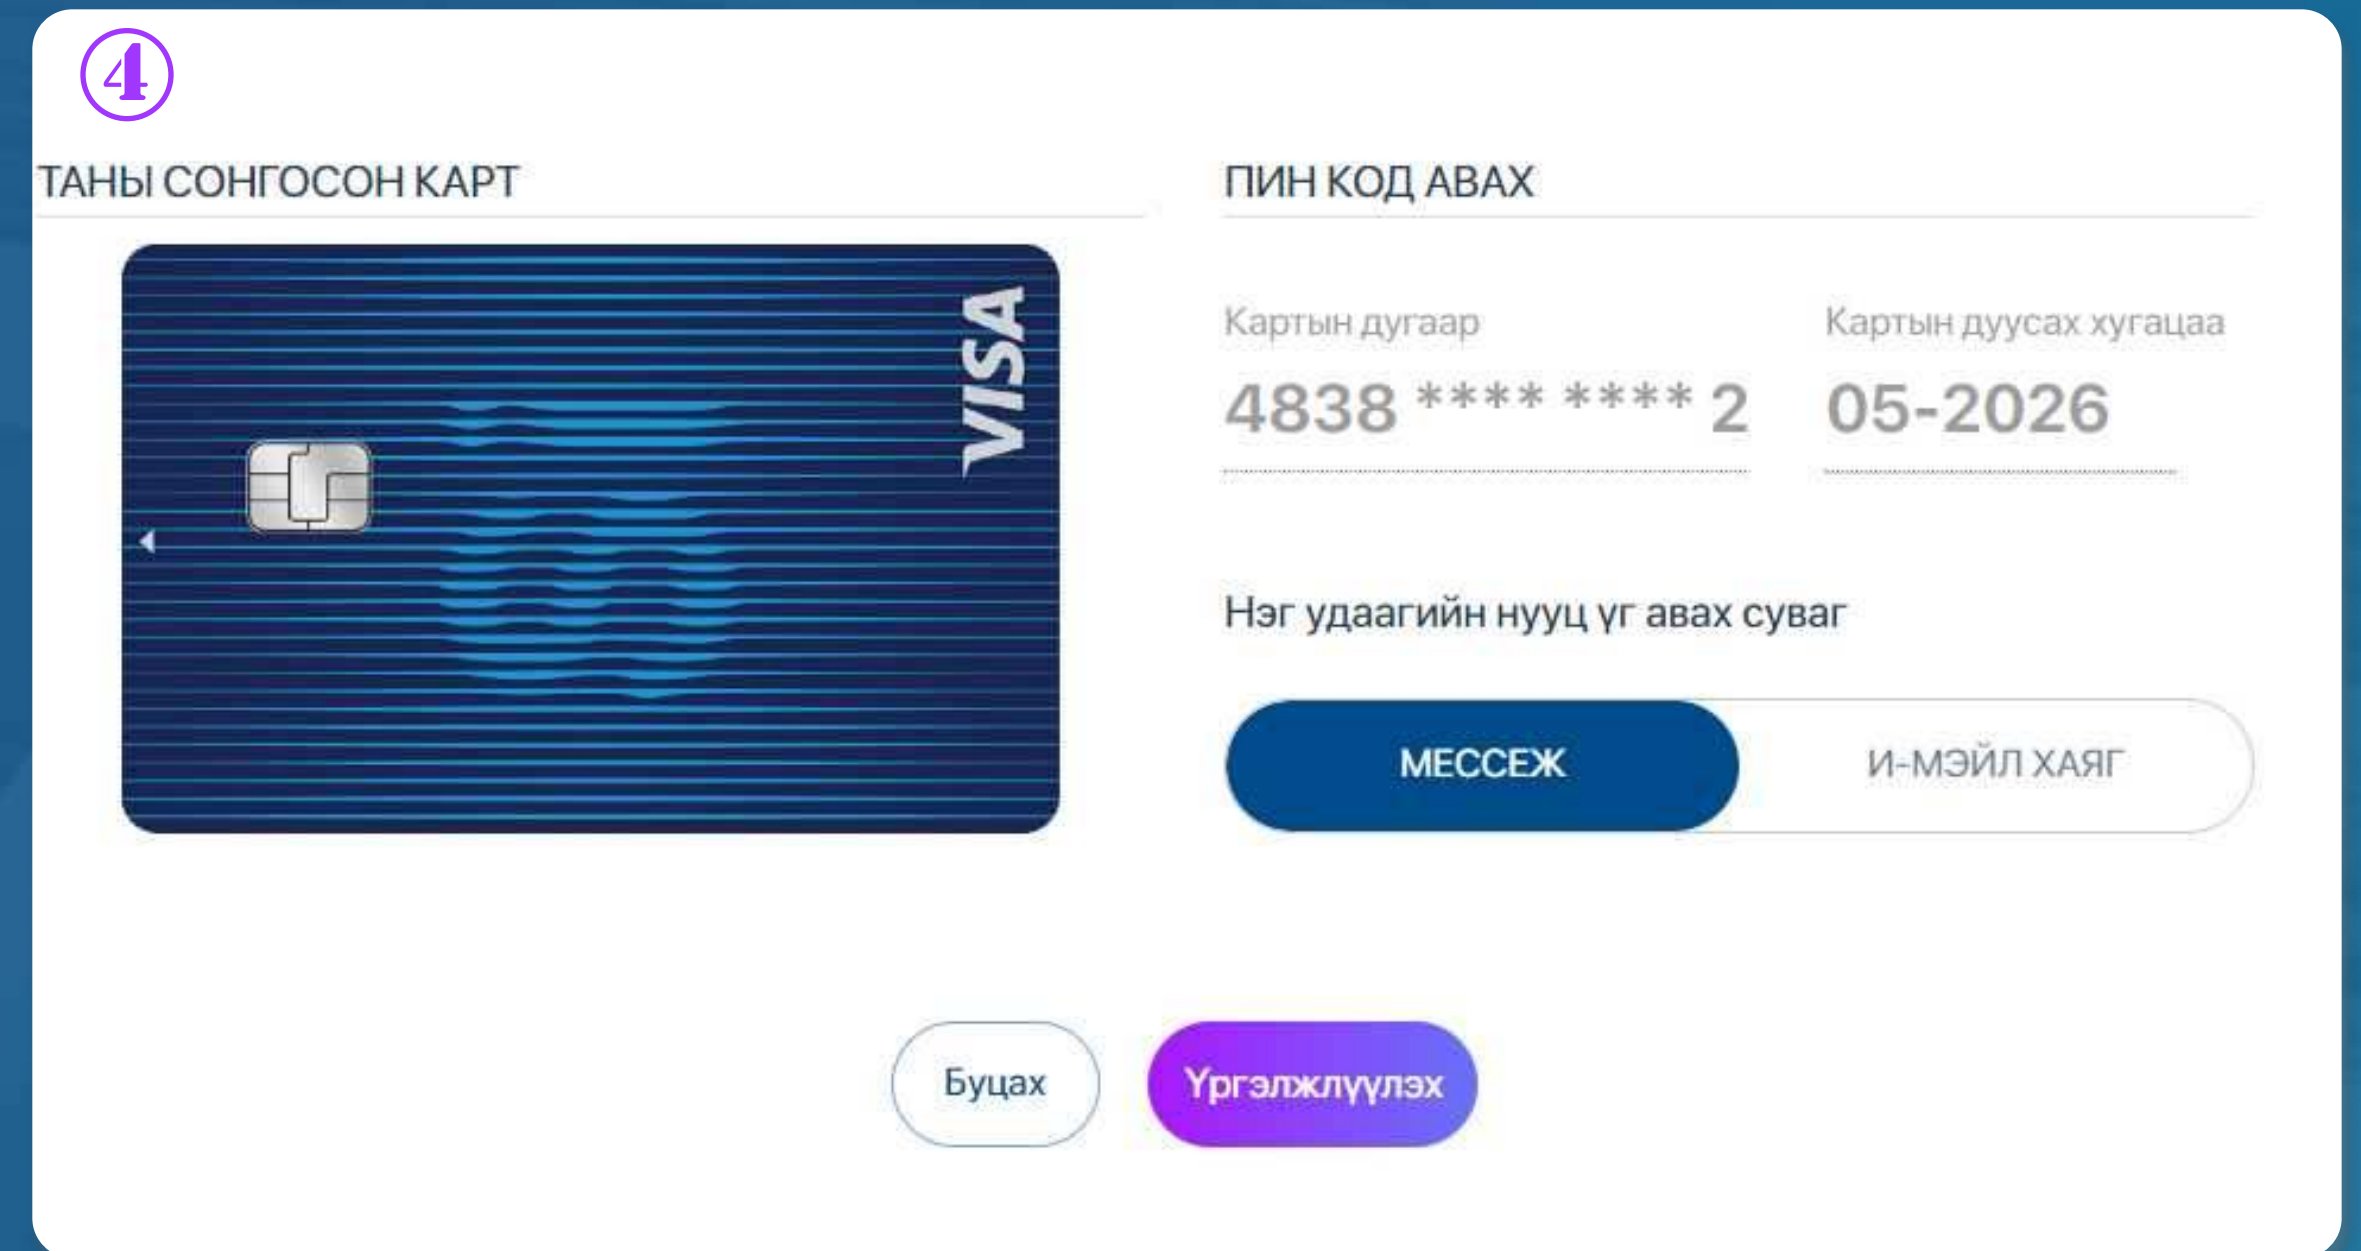 4
ТАНЫ СОНГОСОН КАРТ
VISA
ПИН КОД АВАХ
Картын дугаар
Картын дуусах хугацаа
4838 **** **** 2
05-2026
Нэг удаагийн нууц үг авах суваг
МЕССЕЖ
И-МЭЙЛ ХАЯГ
Буцах
Үргэлжлүүлэх